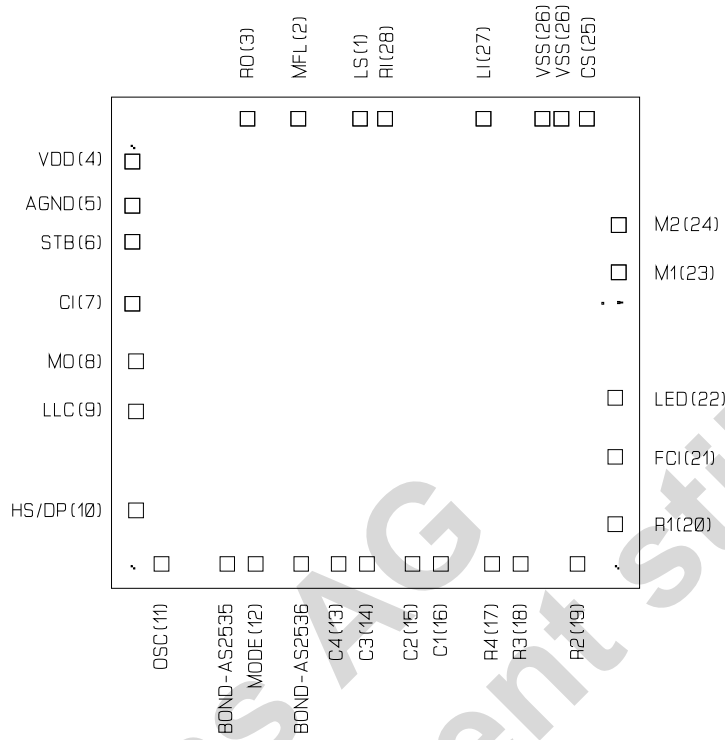 RO(3)
MFL(2)
LS(1)
RI(28)
LI(27)
VSS(26)
VSS(26)
CS(25)
VDD(4)
AGND(5)
STB(6)
CI(7)
MO(8)
LLC(9)
HS/DP(10)
M2(24)
M1(23)
LED(22)
FCI(21)
R1(20)
OSC(11)
BOND-AS2535
MODE(12)
BOND-AS2536
C4(13)
C3(14)
C2(15)
C1(16)
R4(17)
R3(18)
R2(19)
AG